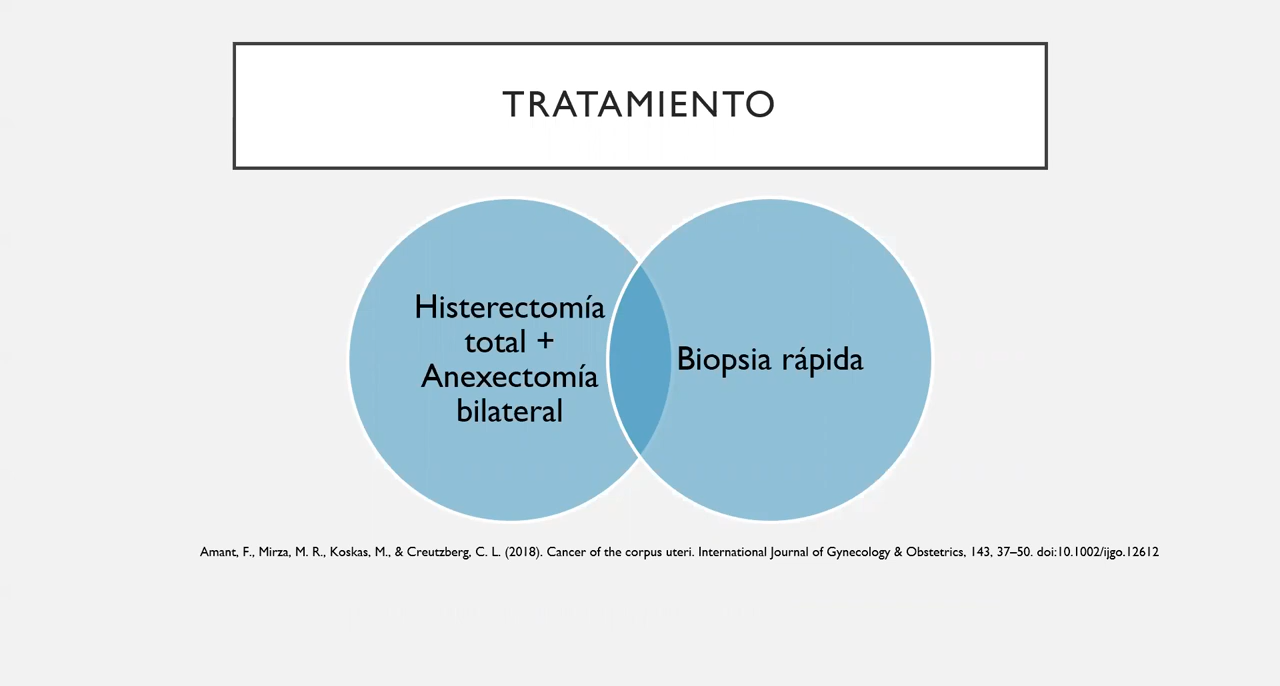 TRATAMIENTO
Histerectomía
total +
Anexectomía
bilateral
Biopsia rápida
Amant, F., Mirza, M. R., Koskas, M., & Creutzberg, C. L. (2018). Cancer of the corpus uteri. International Journal of Gynecology & Obstetrics, 143, 37–50. doi:10.1002/ijgo.12612